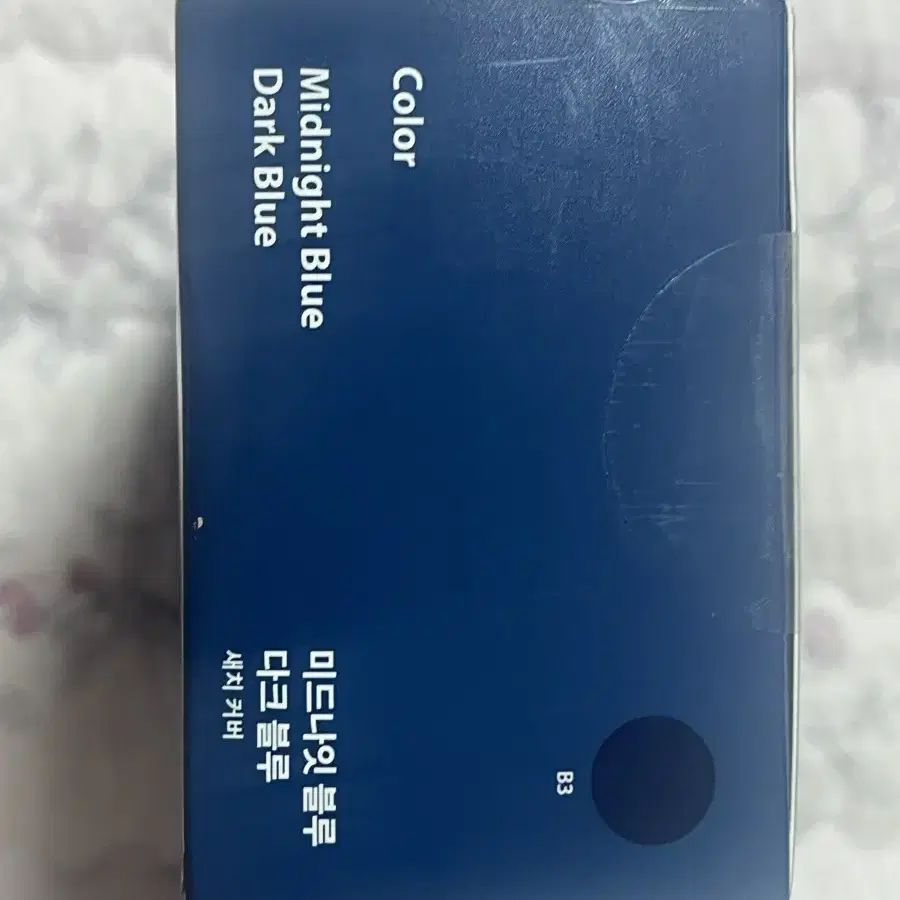 Color
Midnight Blue
Dark Blue
B3
미드나잇 블루
다크 블루
새치 커버